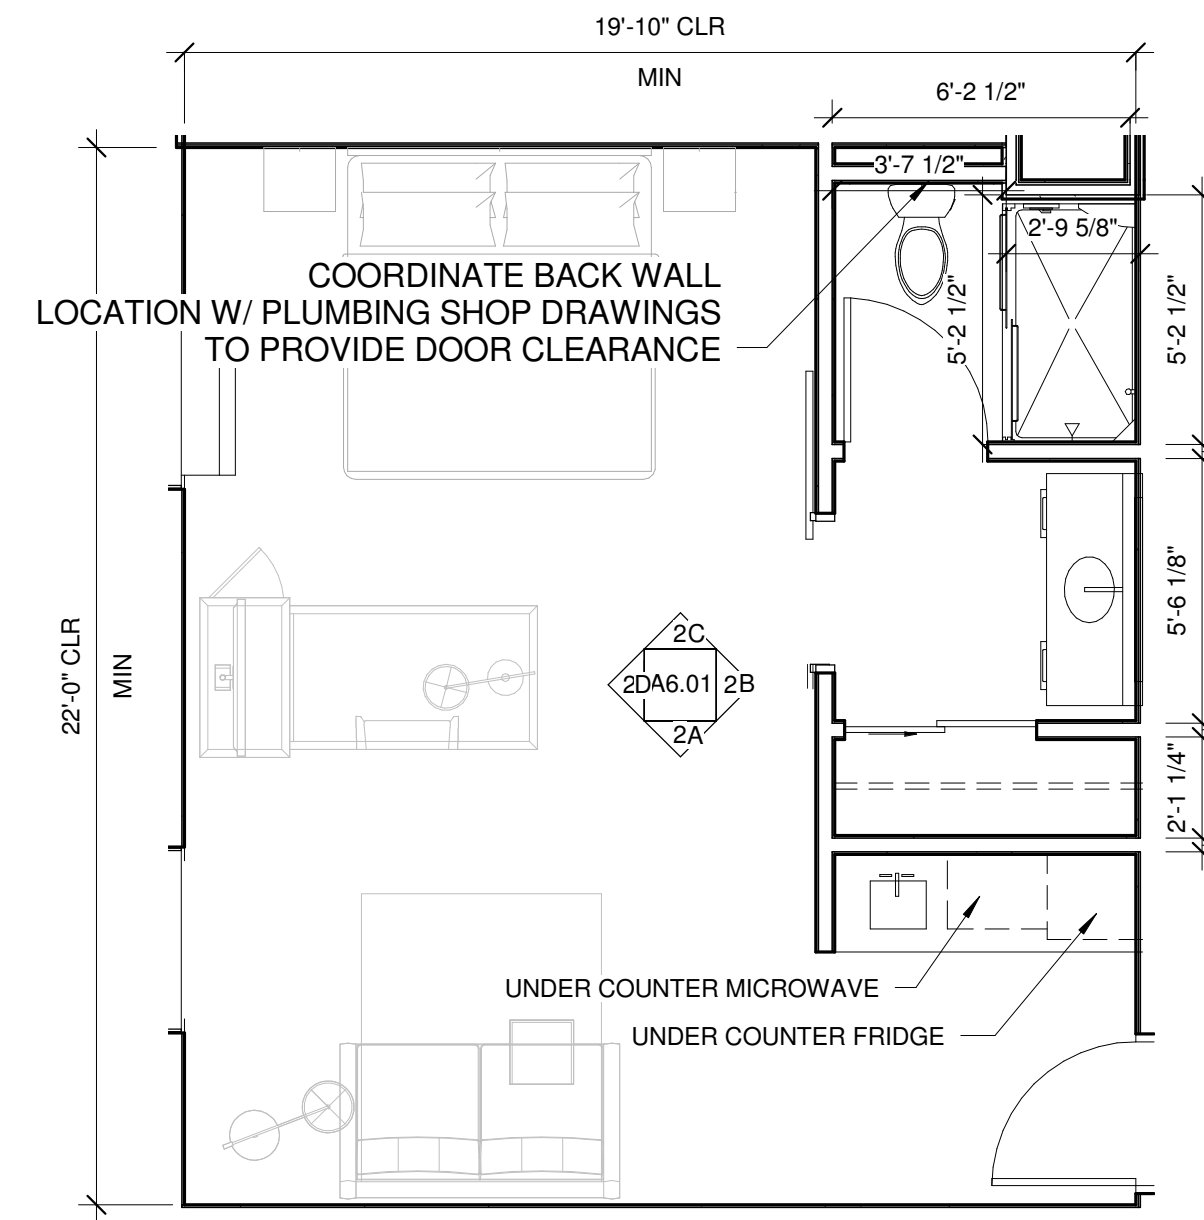 19'-10" CLR
MIN
6'-2 1/2"
3'-7 1/2"
2'-9 5/8"
COORDINATE BACK WALL
LOCATION W/ PLUMBING SHOP DRAWINGS
TO PROVIDE DOOR CLEARANCE
5'-2 1/2"
5'-2 1/2"
22'-0" CLR
MIN
5'-6 1/8"
2C
2D
A6.01
2B
2A
2'-1 1/4"
UNDER COUNTER MICROWAVE
UNDER COUNTER FRIDGE